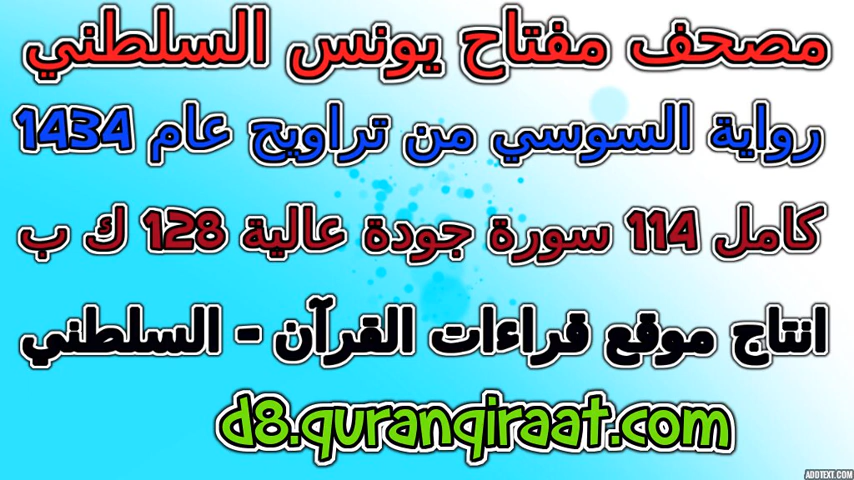 مصحف مفتاح يونس السلطني
رواية السوسي من تراويح عام 1434
كامل 114 سورة جودة عالية 128 ك ب
انتاج موقع قراءات القرآن - السلطني
d8.quranqiraat.com
ADDTEXT.COM